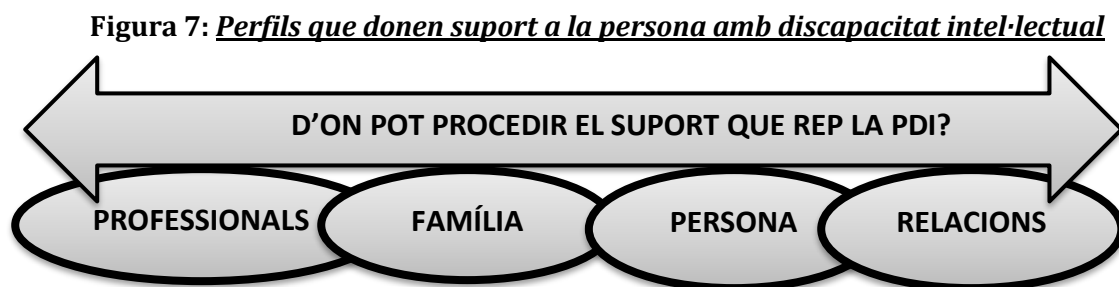 Figura 7: Perfils que donen suport a la persona amb discapacitat intel·lectual
D’ON POT PROCEDIR EL SUPORT QUE REP LA PDI?
PROFESSIONALS FAMÍLIA PERSONA RELACIONS